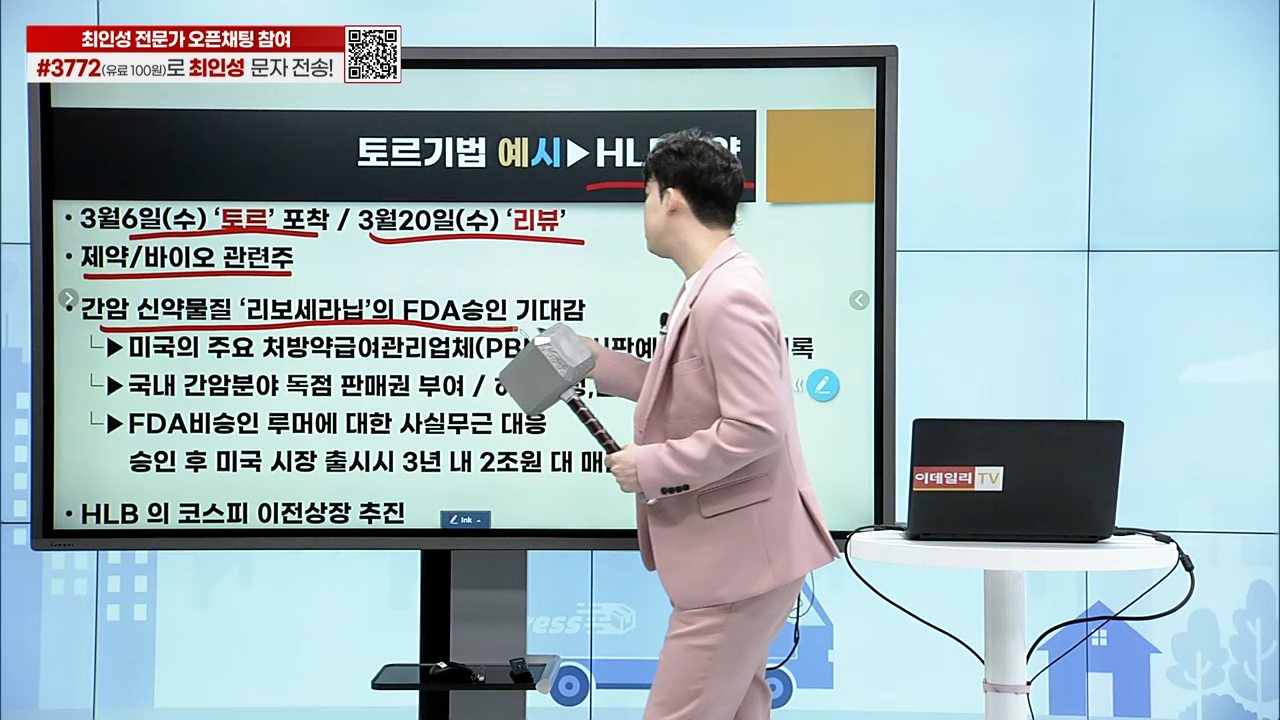 최인성 전문가 오픈채팅 참여
#3772(유료 100원)로 최인성 문자 전송!
토르기법 예시▶HL 약
• 3월6일(수) ‘토르’ 포착 / 3월20일(수) ‘리뷰’
• 제약/바이오 관련주
• 간암 신약물질 ‘리보세라닙’의 FDA승인 기대감
└▶미국의 주요 처방약급여관리업체(PB
└▶국내 간암분야 독점 판매권 부여 /
└▶FDA비승인 루머에 대한 사실무근 대응
승인 후 미국 시장 출시시 3년 내 2조원 대
• HLB 의 코스피 이전상장 추진
Ink
이데일리TV
ress